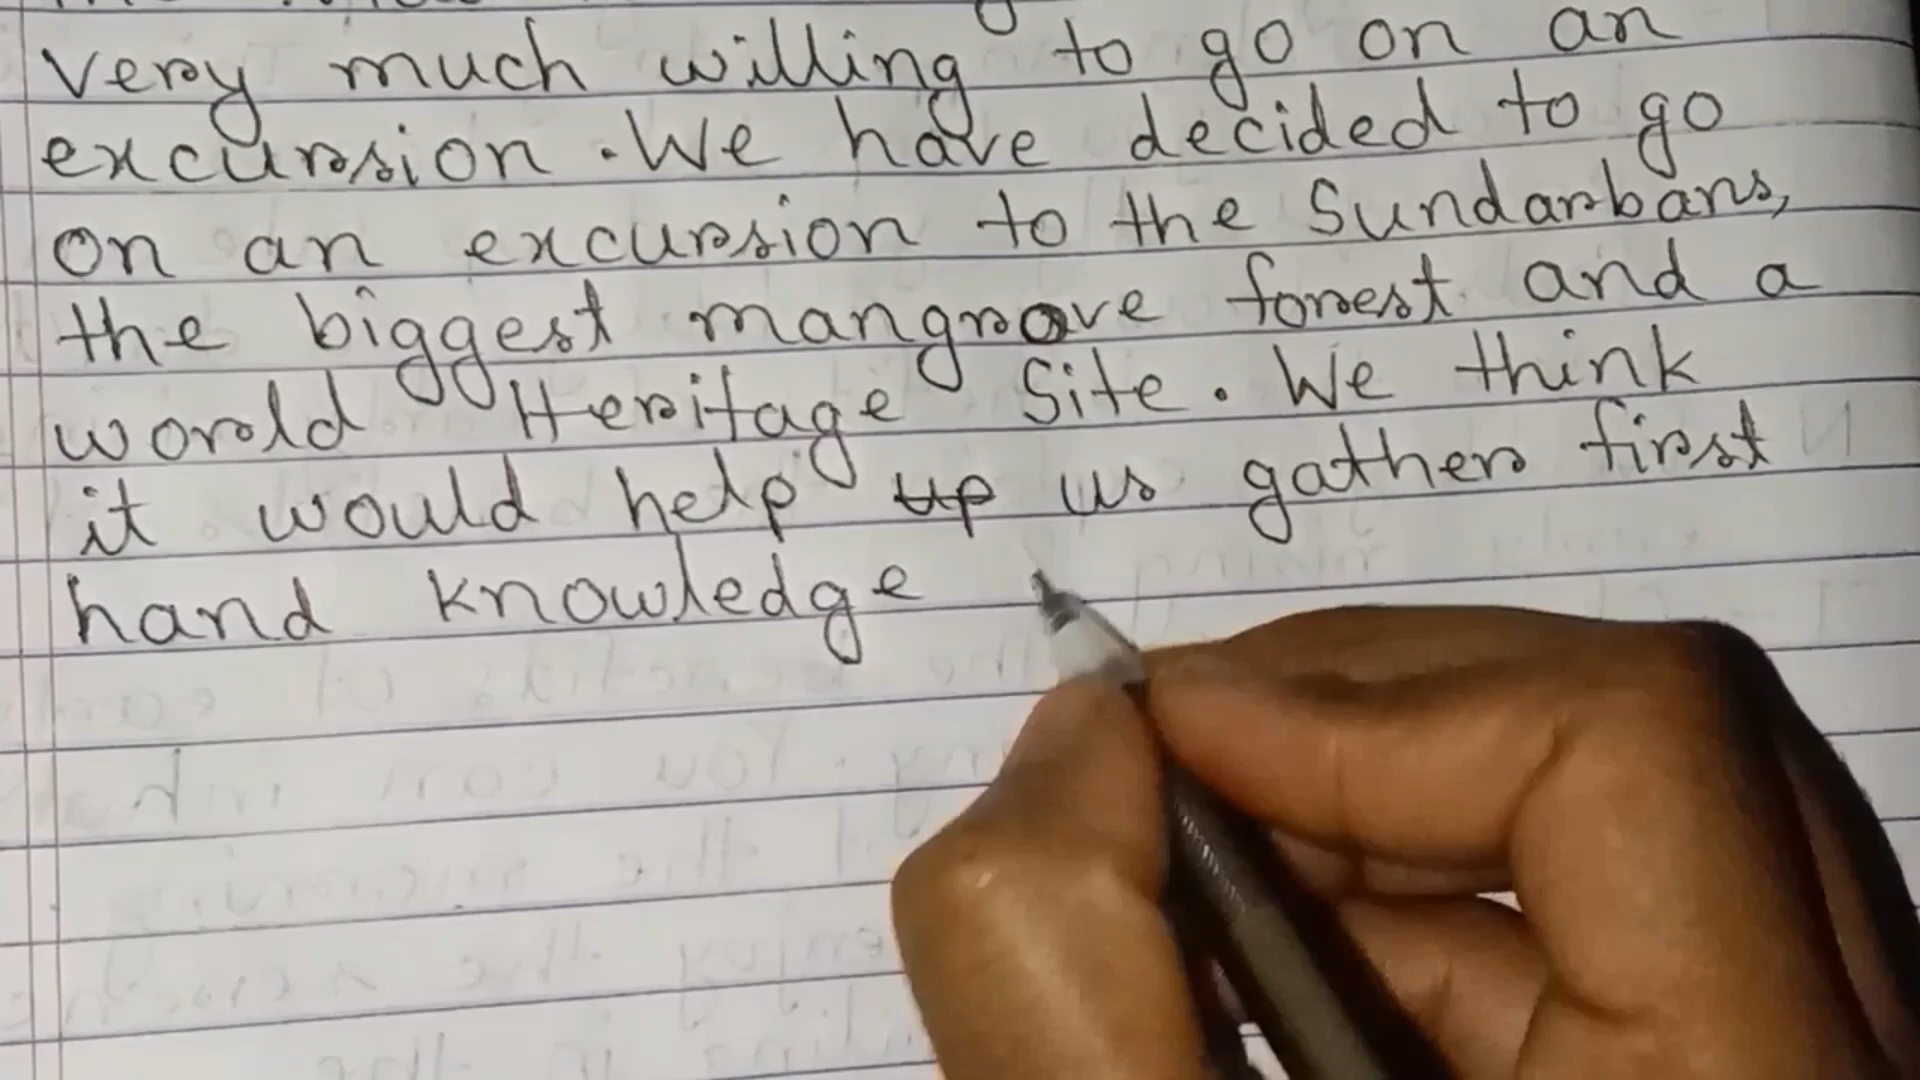 very much willing to go on an
excursion. We have decided to go
on an excursion to the Sundarbans,
the biggest mangrove forest and a
world Heritage Site. We think
it would help up us gather first
hand knowledge